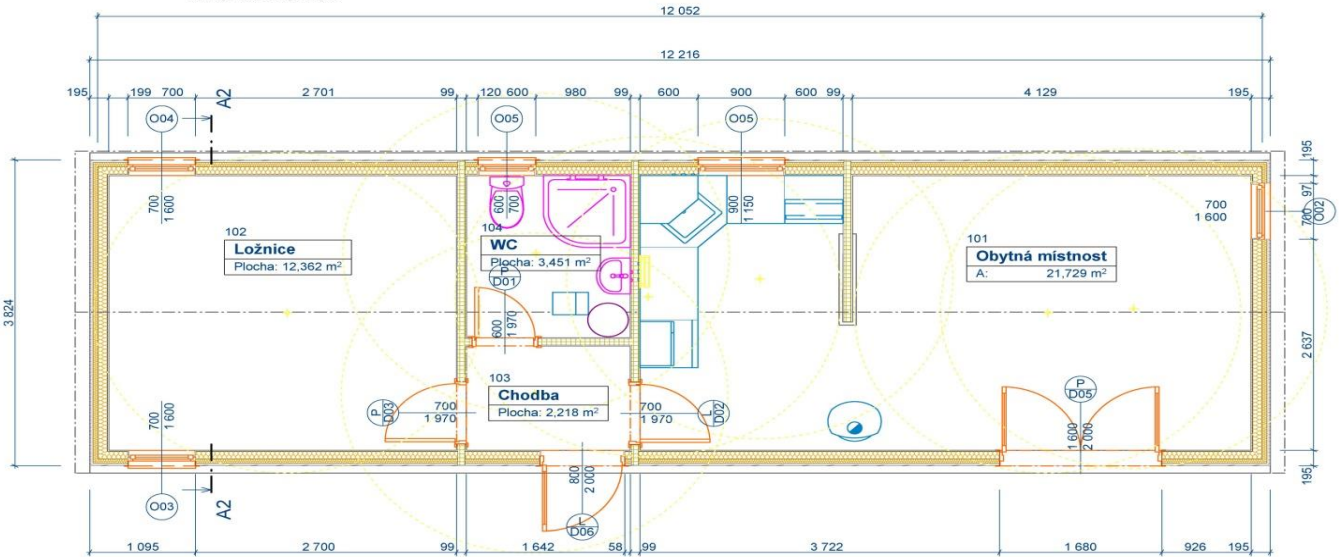 12 052
12 216
195 199 700 2 701 99 120 600 980 99 600 900 600 99 4 129 195
A2
O04 O05 O05
195
97
700
1 600
600
700
900
1 150
700
1 600
700
O02
102
Ložnice
Plocha: 12,362 m²
104
WC
Plocha: 3,451 m²
101
Obytná místnost
A: 21,729 m²
P
D01
3 824
600
1 970
2 637
103
Chodba
Plocha: 2,218 m²
700
1 600
P
D03
700
1 970
700
1 970
L
D02
P
D05
1 600
2 000
800
2 000
195
O03
A2
L
D06
1 095 2 700 99 1 642 58 99 3 722 1 680 926 195